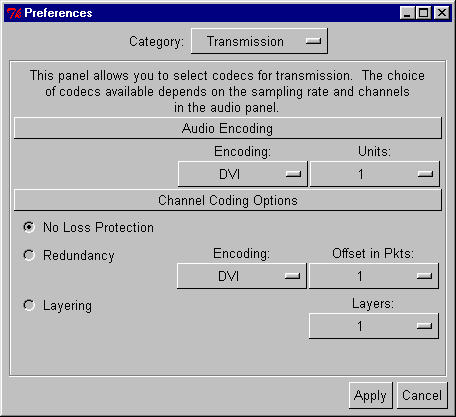 Preferences
Category: Transmission
This panel allows you to select codecs for transmission. The choice
of codecs available depends on the sampling rate and channels
in the audio panel.
Audio Encoding
Encoding: Units:
DVI 1
Channel Coding Options
No Loss Protection
Redundancy Encoding: Offset in Pkts:
DVI 1
Layering Layers:
1
Apply Cancel